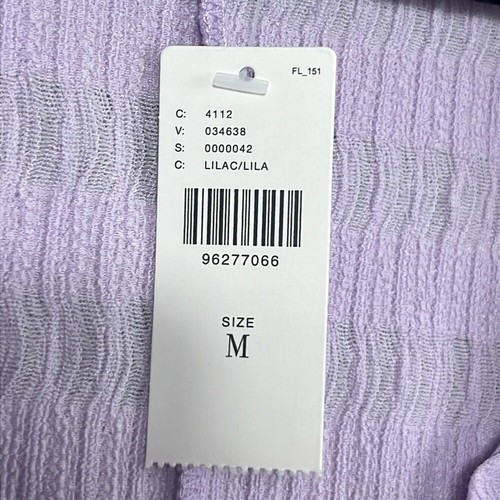 FL_151
C: 4112
V: 034638
S: 0000042
C: LILAC/LILA
96277066
SIZE
M